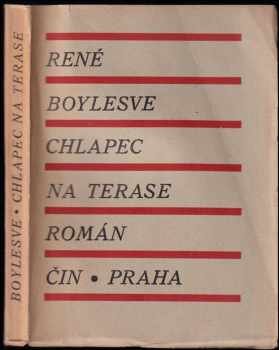 BOYLESVE • CHLAPEC NA TERASE
RENÉ
BOYLESVE
CHLAPEC
NA TERASE
ROMÁN
ČIN • PRAHA